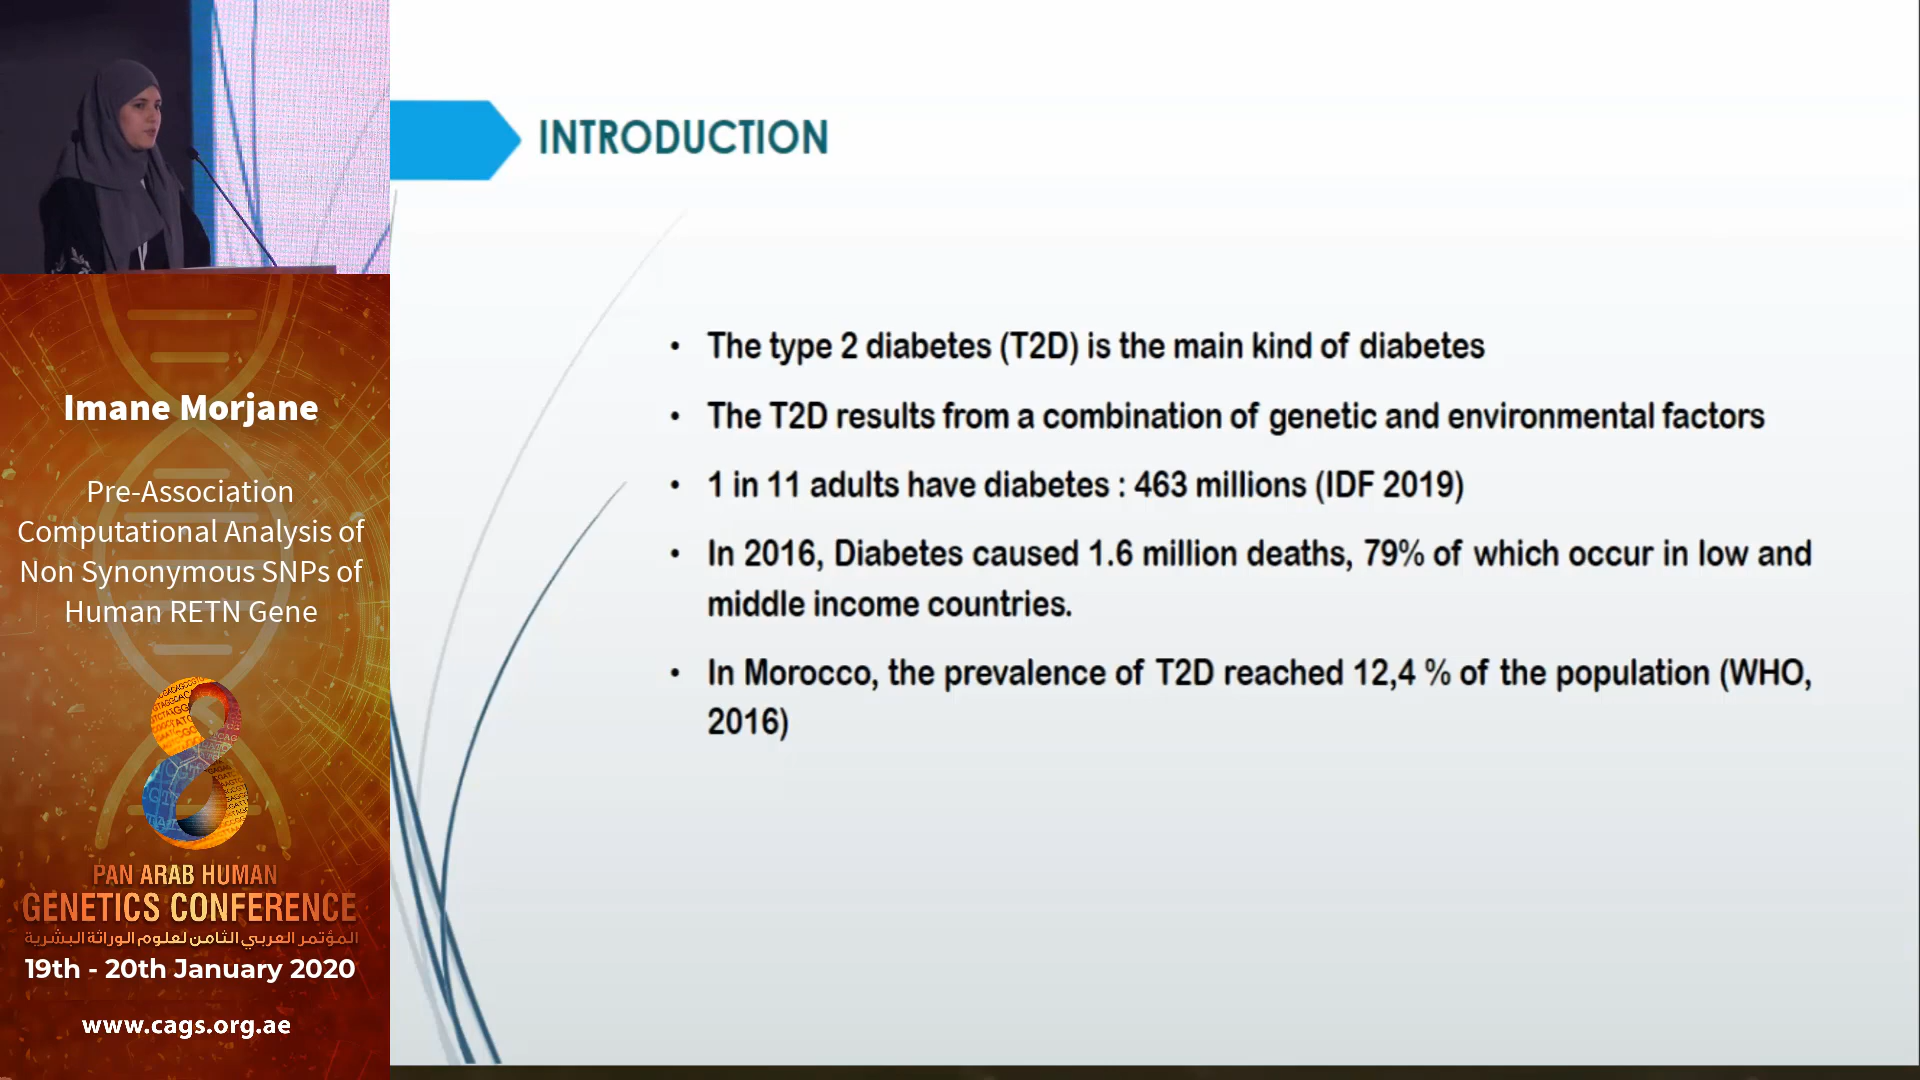 Imane Morjane
Pre-Association
Computational Analysis of
Non Synonymous SNPs of
Human RETN Gene
PAN ARAB HUMAN
GENETICS CONFERENCE
المؤتمر العربي الثامن لعلوم الوراثة البشرية
19th - 20th January 2020
www.cags.org.ae
INTRODUCTION
• The type 2 diabetes (T2D) is the main kind of diabetes
• The T2D results from a combination of genetic and environmental factors
• 1 in 11 adults have diabetes : 463 millions (IDF 2019)
• In 2016, Diabetes caused 1.6 million deaths, 79% of which occur in low and
middle income countries.
• In Morocco, the prevalence of T2D reached 12,4 % of the population (WHO,
2016)